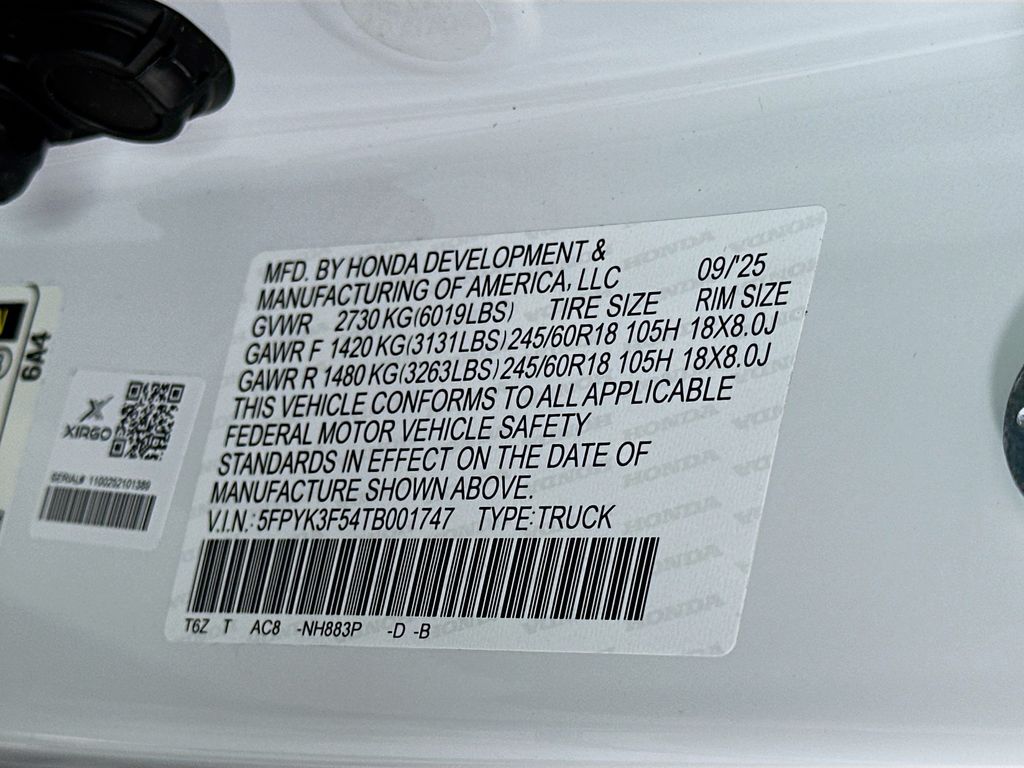 MFD. BY HONDA DEVELOPMENT &
MANUFACTURING OF AMERICA, LLC 09/'25
GVWR 2730 KG(6019LBS) TIRE SIZE RIM SIZE
GAWR F 1420 KG(3131LBS) 245/60R18 105H 18X8.0J
GAWR R 1480 KG(3263LBS) 245/60R18 105H 18X8.0J
THIS VEHICLE CONFORMS TO ALL APPLICABLE
FEDERAL MOTOR VEHICLE SAFETY
STANDARDS IN EFFECT ON THE DATE OF
MANUFACTURE SHOWN ABOVE.
V.I.N.: 5FPYK3F54TB001747 TYPE: TRUCK
T6Z T AC8 -NH883P -D -B
6A4
XIRGO
SERIAL# 1100252101389